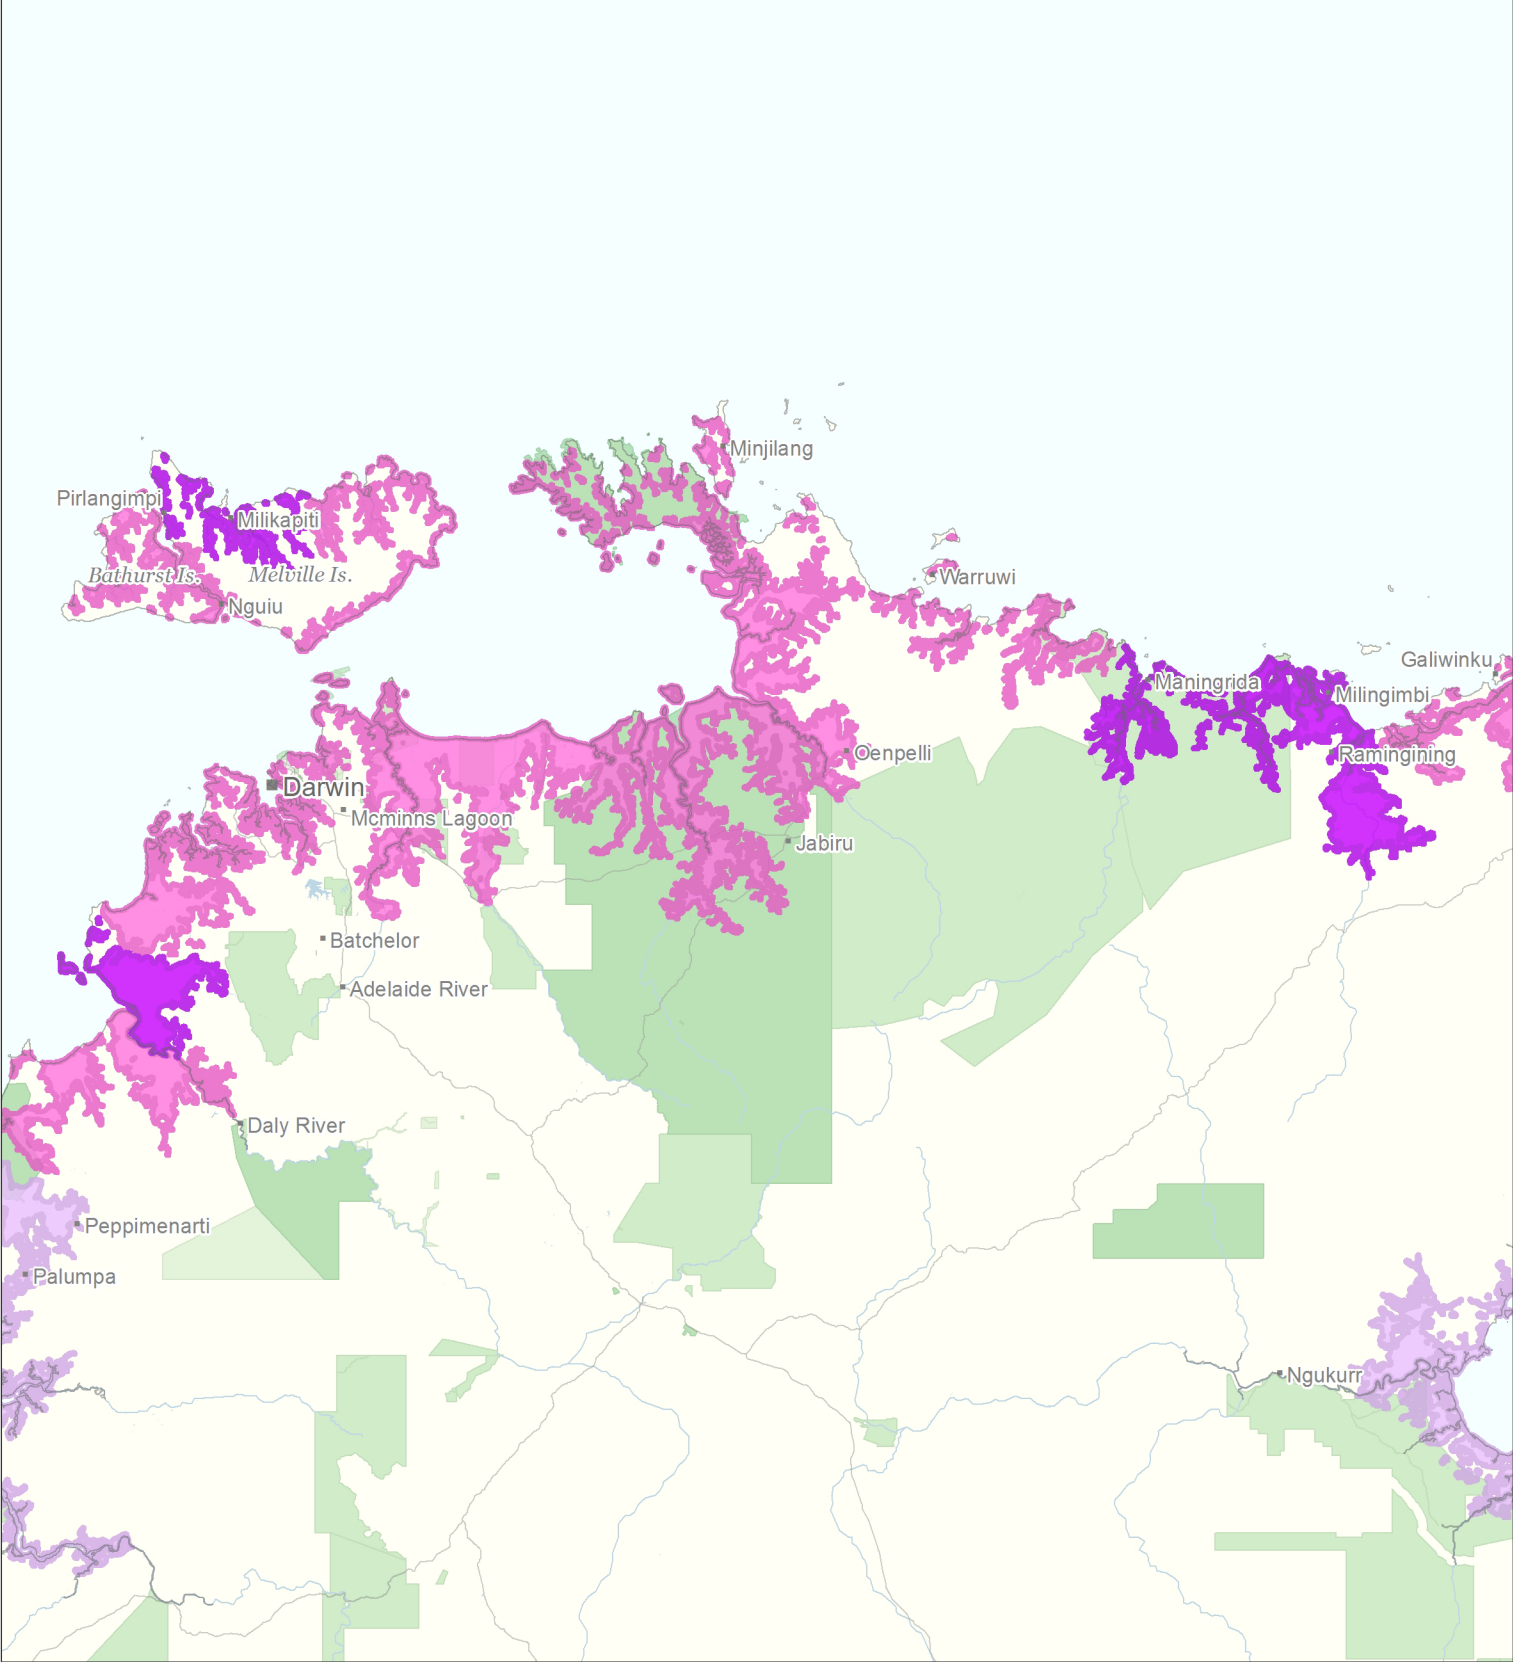 Minjilang
Pirlangimpi
Milikapiti
Bathurst Is.
Melville Is.
Warruwi
Nguiu
Galiwinku
Maningrida
Milingimbi
Oenpelli
Ramingining
Darwin
Mcminns Lagoon
Jabiru
Batchelor
Adelaide River
Daly River
Peppimenarti
Palumpa
Ngukurr